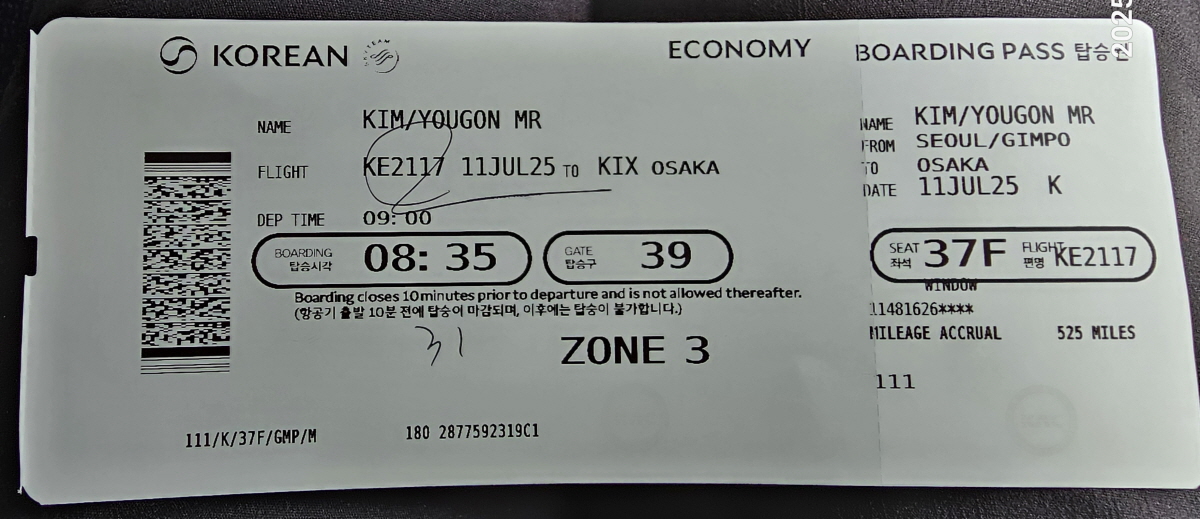 KOREAN
ECONOMY
NAME KIM/YOUGON MR
FLIGHT KE2117 11JUL25 TO KIX OSAKA
DEP TIME 09:00
BOARDING 탑승시각 08:35
GATE 탑승구 39
Boarding closes 10 minutes prior to departure and is not allowed thereafter.
(항공기 출발 10분 전에 탑승이 마감되며, 이후에는 탑승이 불가합니다.)
31
ZONE 3
111/K/37F/GMP/M
180 2877592319C1
BOARDING PASS 탑승권
NAME KIM/YOUGON MR
FROM SEOUL/GIMPO
TO OSAKA
DATE 11JUL25 K
SEAT 좌석 37F FLIGHT 편명 KE2117
WINDOW
11481626****
MILEAGE ACCRUAL 525 MILES
111
2025